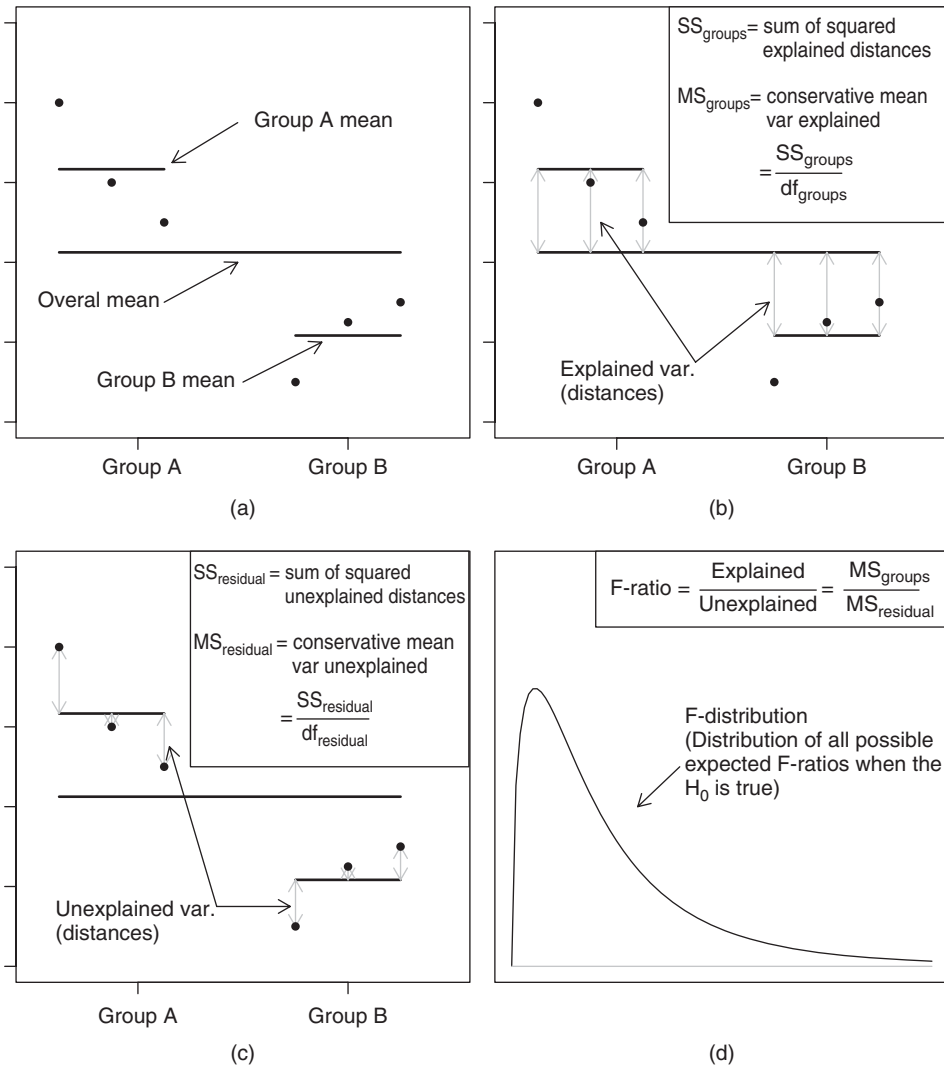 Group A mean
Overal mean
Group B mean
Group A
Group B
(a)
SSgroups= sum of squared
explained distances
MSgroups= conservative mean
var explained
= SSgroups
dfgroups
Explained var.
(distances)
Group A
Group B
(b)
SSresidual = sum of squared
unexplained distances
MSresidual = conservative mean
var unexplained
= SSresidual
dfresidual
Unexplained var.
(distances)
Group A
Group B
(c)
F-ratio = Explained = MSgroups
Unexplained MSresidual
F-distribution
(Distribution of all possible
expected F-ratios when the
H0 is true)
(d)